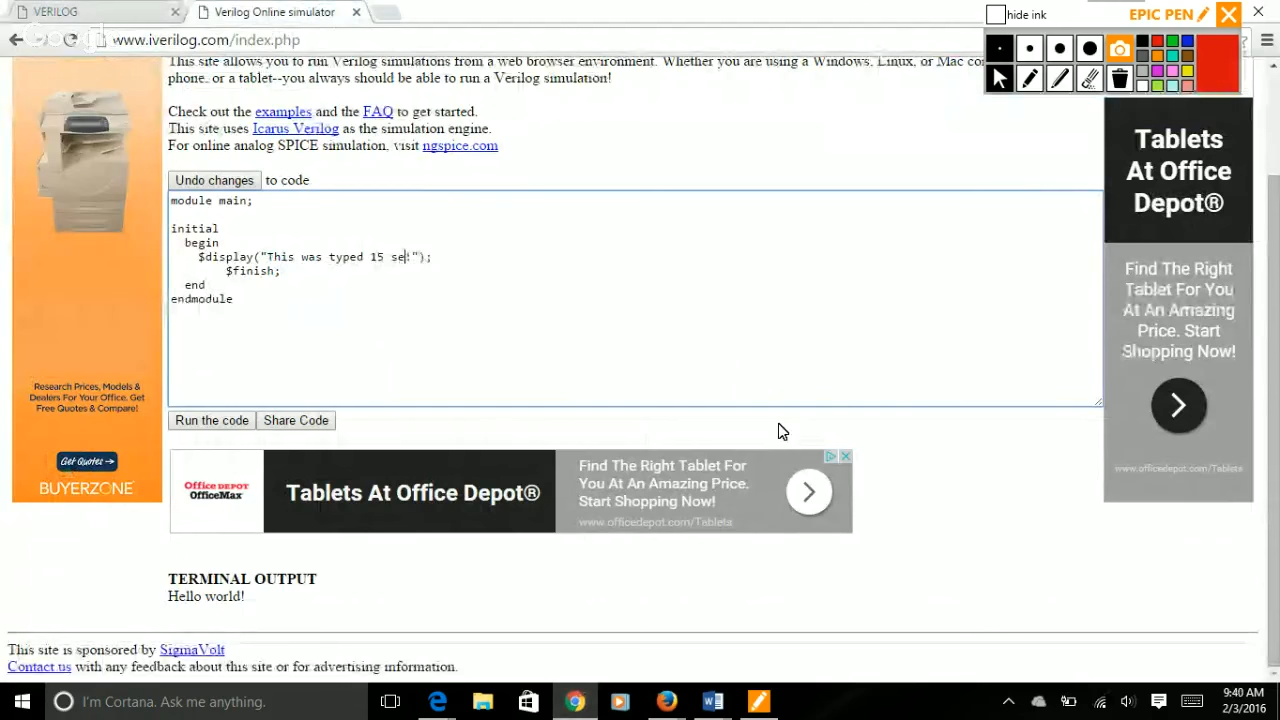 VERILOG
Verilog Online simulator
hide ink
EPIC PEN
www.iverilog.com/index.php
This site allows you to run Verilog simulations from a web browser environment. Whether you are using a Windows, Linux, or Mac
phone, or a tablet--you always should be able to run a Verilog simulation!
Check out the examples and the FAQ to get started.
This site uses Icarus Verilog as the simulation engine.
For online analog SPICE simulation, visit ngspice.com
Undo changes to code
module main;
initial
begin
$display("This was typed 15 se!");
$finish;
end
endmodule
Run the code Share Code
Research Prices, Models &
Dealers For Your Office. Get
Free Quotes & Compare!
Get Quotes
BUYERZONE
Office DEPOT
OfficeMax
Tablets At Office Depot®
Find The Right Tablet For
You At An Amazing Price.
Start Shopping Now!
www.officedepot.com/Tablets
Tablets
At Office
Depot®
Find The Right
Tablet For You
At An Amazing
Price. Start
Shopping Now!
www.officedepot.com/Tablets
TERMINAL OUTPUT
Hello world!
This site is sponsored by SigmaVolt
Contact us with any feedback about this site or for advertising information.
I'm Cortana. Ask me anything.
9:40 AM
2/3/2016